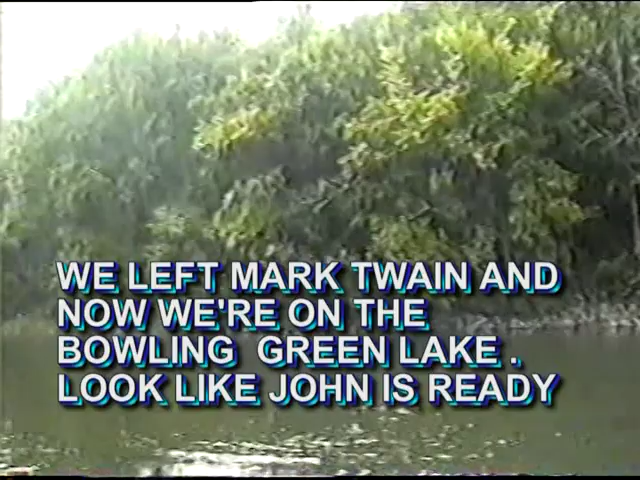 WE LEFT MARK TWAIN AND
NOW WE'RE ON THE
BOWLING  GREEN LAKE .
LOOK LIKE JOHN IS READY